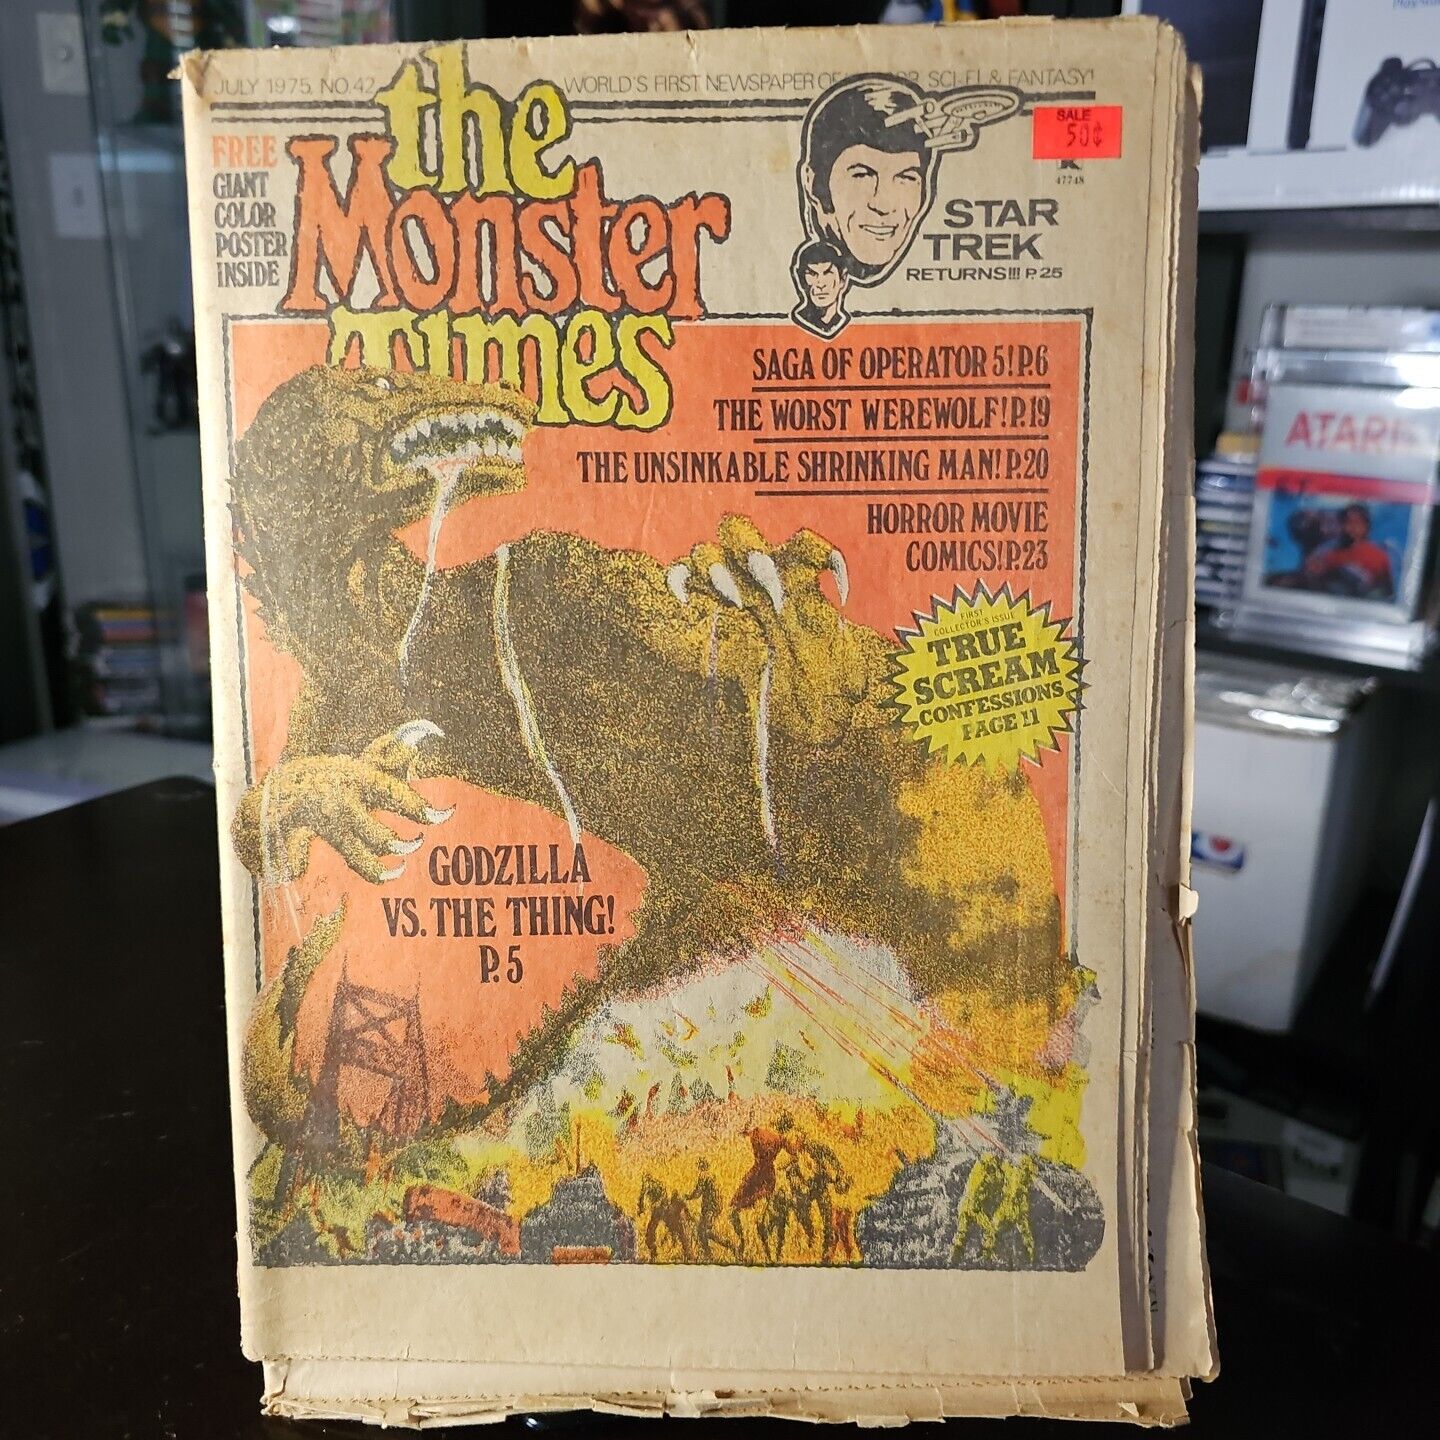 JULY 1975, NO.42
WORLD'S FIRST NEWSPAPER OF SCI-FI & FANTASY!
FREE
GIANT
COLOR
POSTER
INSIDE
the
Monster
Times
SALE
50¢
47748
STAR
TREK
RETURNS!!! P.25
SAGA OF OPERATOR 5! P.6
THE WORST WEREWOLF! P.19
THE UNSINKABLE SHRINKING MAN! P.20
HORROR MOVIE
COMICS! P.23
FIRST
COLLECTOR'S ISSUE
TRUE
SCREAM
CONFESSIONS
PAGE 11
GODZILLA
VS. THE THING!
P. 5
ATARI